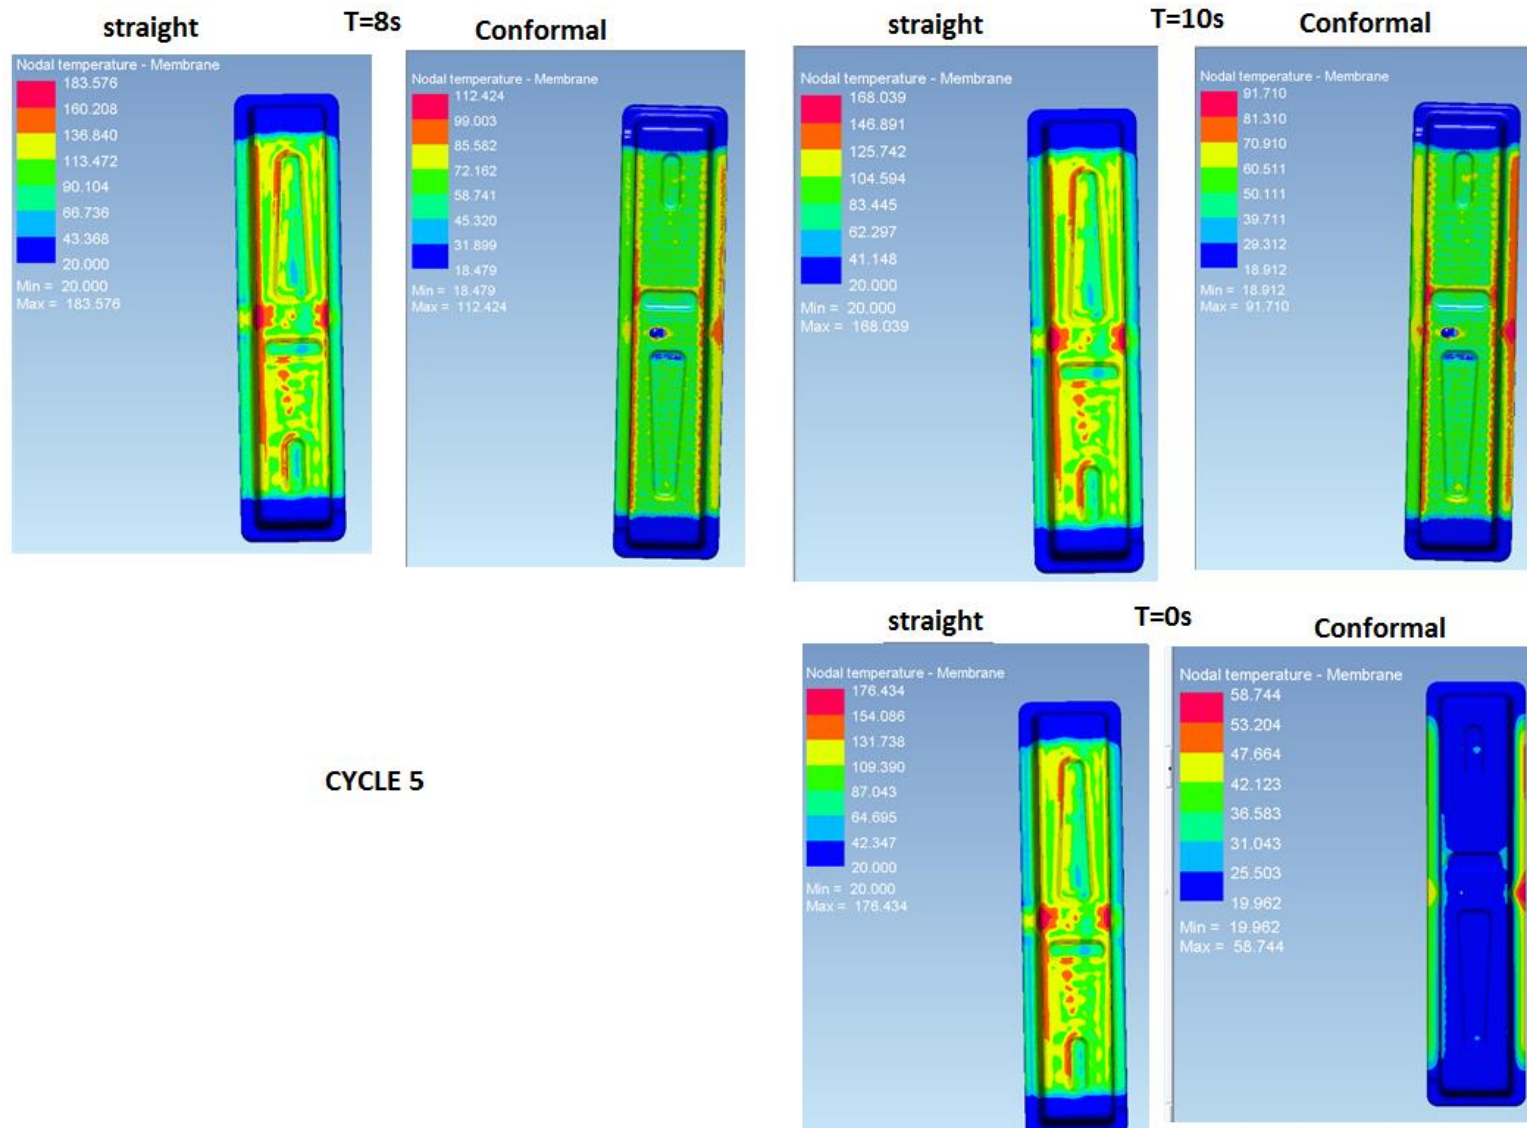 straight
T=8s
Conformal
Nodal temperature - Membrane
183.576
160.208
136.840
113.472
90.104
66.736
43.368
20.000
Min = 20.000
Max = 183.576
Nodal temperature - Membrane
112.424
99.003
85.582
72.162
58.741
45.320
31.899
18.479
Min = 18.479
Max = 112.424
straight
T=10s
Conformal
Nodal temperature - Membrane
168.039
146.891
125.742
104.594
83.445
62.297
41.148
20.000
Min = 20.000
Max = 168.039
Nodal temperature - Membrane
91.710
81.310
70.910
60.511
50.111
39.711
29.312
18.912
Min = 18.912
Max = 91.710
CYCLE 5
straight
T=0s
Conformal
Nodal temperature - Membrane
176.434
154.086
131.738
109.390
87.043
64.695
42.347
20.000
Min = 20.000
Max = 176.434
Nodal temperature - Membrane
58.744
53.204
47.664
42.123
36.583
31.043
25.503
19.962
Min = 19.962
Max = 58.744